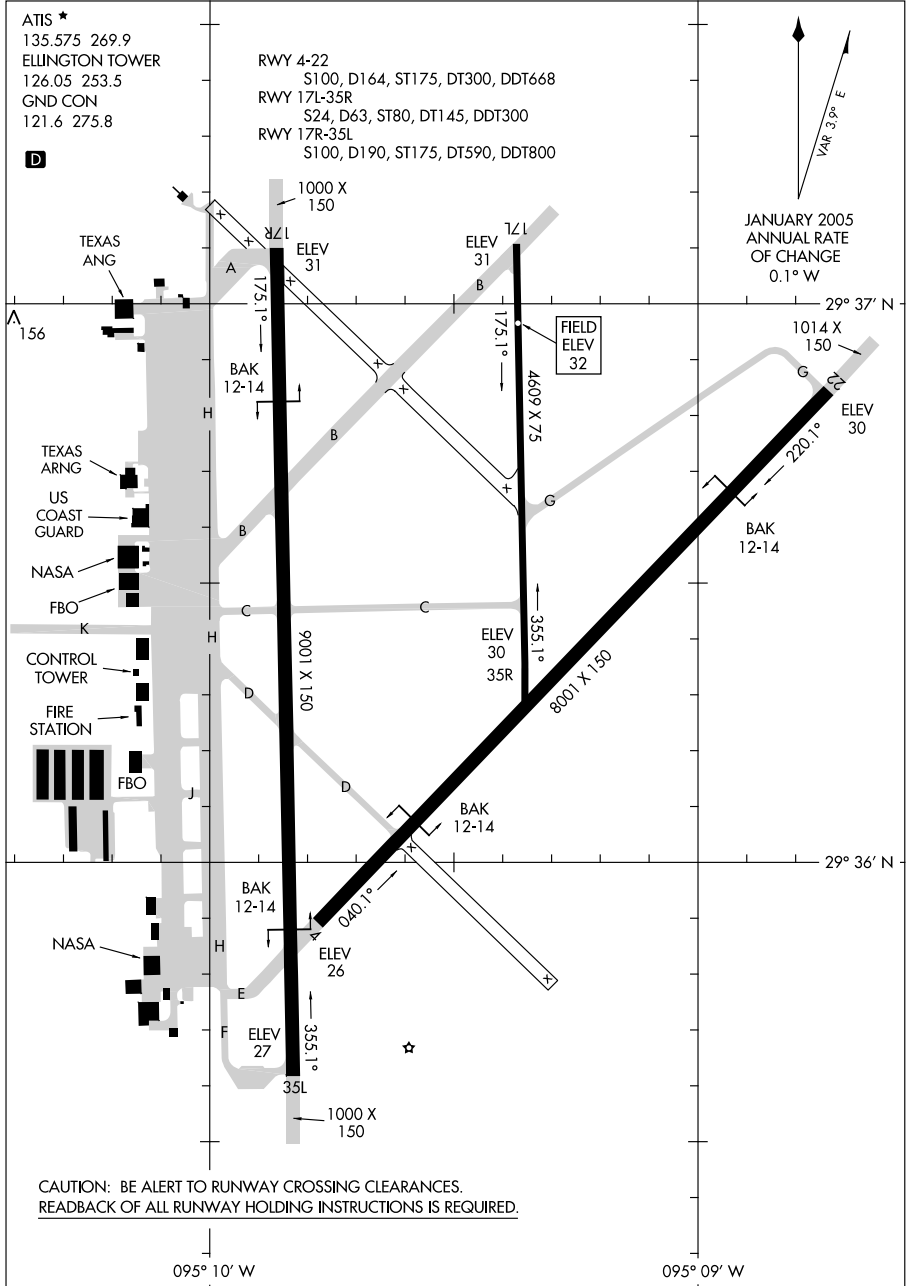 ATIS ★
135.575 269.9
ELLINGTON TOWER
126.05 253.5
GND CON
121.6 275.8
D
RWY 4-22
S100, D164, ST175, DT300, DDT668
RWY 17L-35R
S24, D63, ST80, DT145, DDT300
RWY 17R-35L
S100, D190, ST175, DT590, DDT800
VAR 3.9° E
JANUARY 2005
ANNUAL RATE
OF CHANGE
0.1° W
1000 X
150
17R
ELEV
31
17L
ELEV
31
TEXAS
ANG
A
B
175.1°
175.1°
29° 37' N
156
FIELD
ELEV
32
1014 X
150
BAK
12-14
4609 X 75
G
22
ELEV
30
H
B
220.1°
TEXAS
ARNG
US
COAST
GUARD
G
BAK
12-14
B
NASA
FBO
C
C
K
H
355.1°
ELEV
30
35R
CONTROL
TOWER
9001 X 150
8001 X 150
D
FIRE
STATION
FBO
J
D
BAK
12-14
29° 36' N
BAK
12-14
040.1°
NASA
H
4
ELEV
26
E
F
ELEV
27
355.1°
35L
1000 X
150
CAUTION: BE ALERT TO RUNWAY CROSSING CLEARANCES.
READBACK OF ALL RUNWAY HOLDING INSTRUCTIONS IS REQUIRED.
095° 10' W
095° 09' W